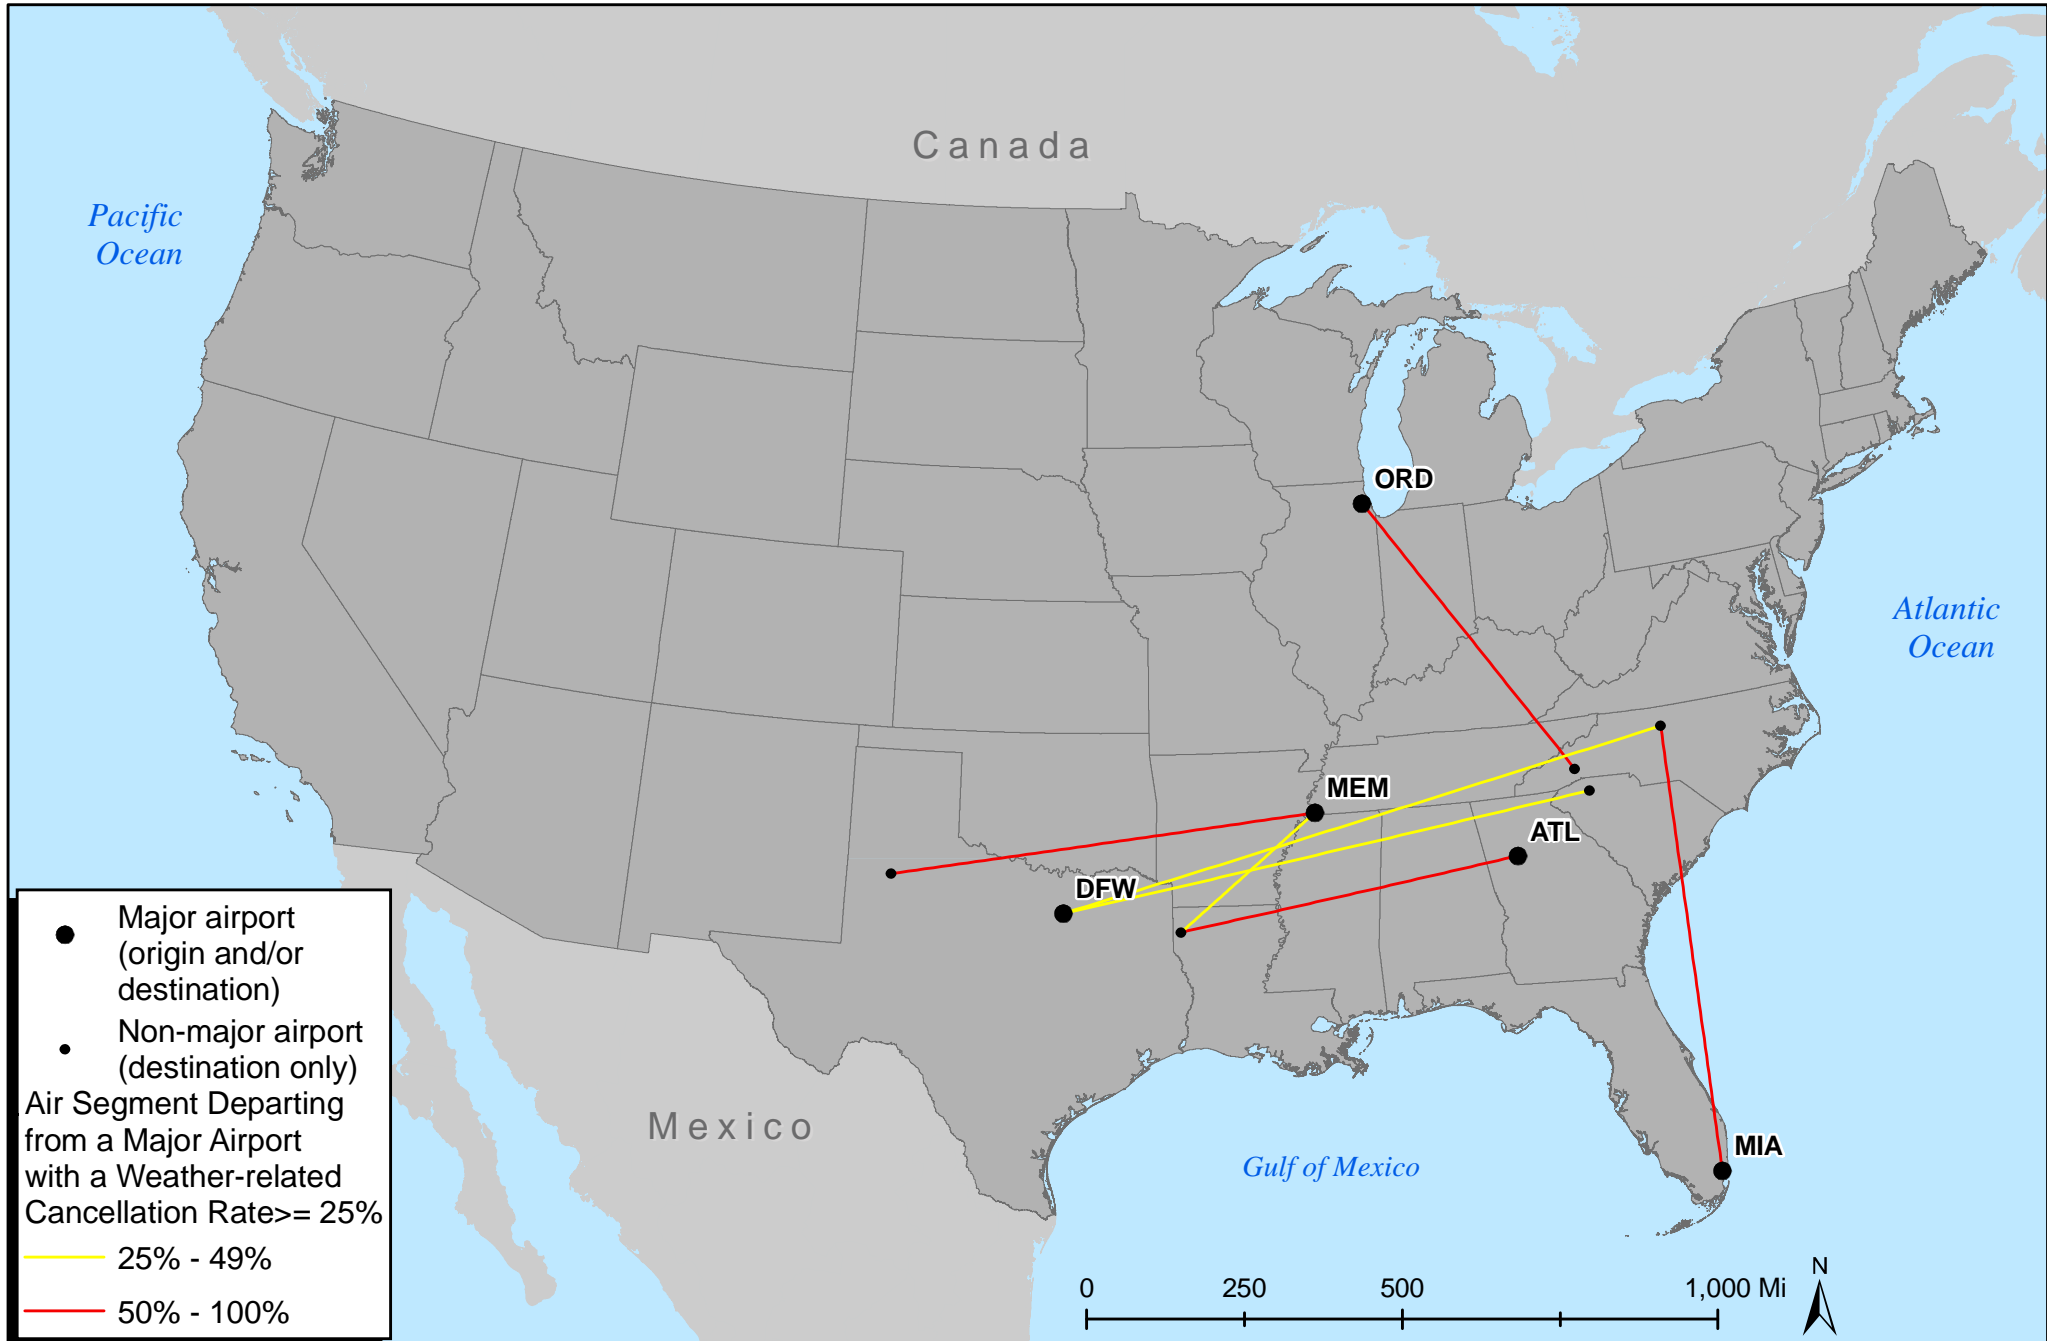 Canada
Pacific
Ocean
ORD
Atlantic
Ocean
MEM
ATL
DFW
Mexico
Gulf of Mexico
MIA
Major airport
(origin and/or
destination)
Non-major airport
(destination only)
Air Segment Departing
from a Major Airport
with a Weather-related
Cancellation Rate>= 25%
25% - 49%
50% - 100%
0 250 500 1,000 Mi
N